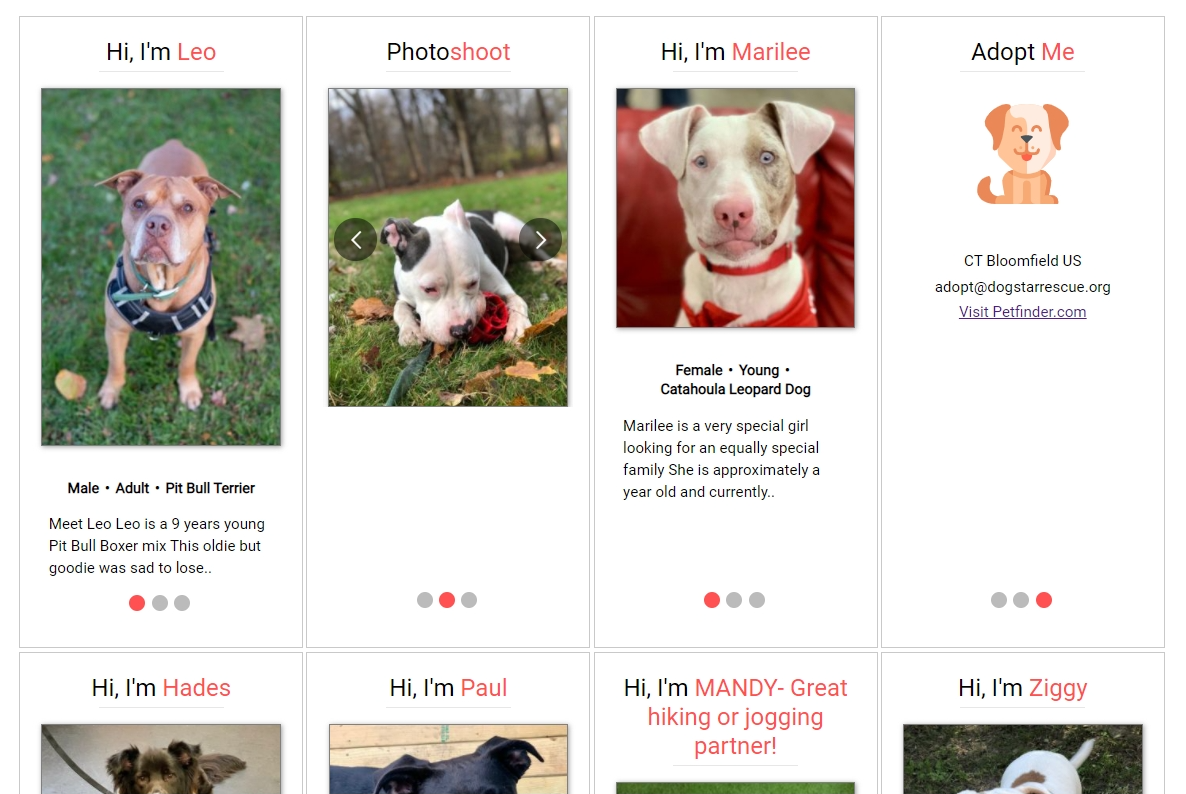 Hi, I'm Leo
Male • Adult • Pit Bull Terrier
Meet Leo Leo is a 9 years young
Pit Bull Boxer mix This oldie but
goodie was sad to lose..
Photoshoot
Hi, I'm Marilee
Female • Young •
Catahoula Leopard Dog
Marilee is a very special girl
looking for an equally special
family She is approximately a
year old and currently..
Adopt Me
CT Bloomfield US
adopt@dogstarrescue.org
Visit Petfinder.com
Hi, I'm Hades
Hi, I'm Paul
Hi, I'm MANDY- Great
hiking or jogging
partner!
Hi, I'm Ziggy